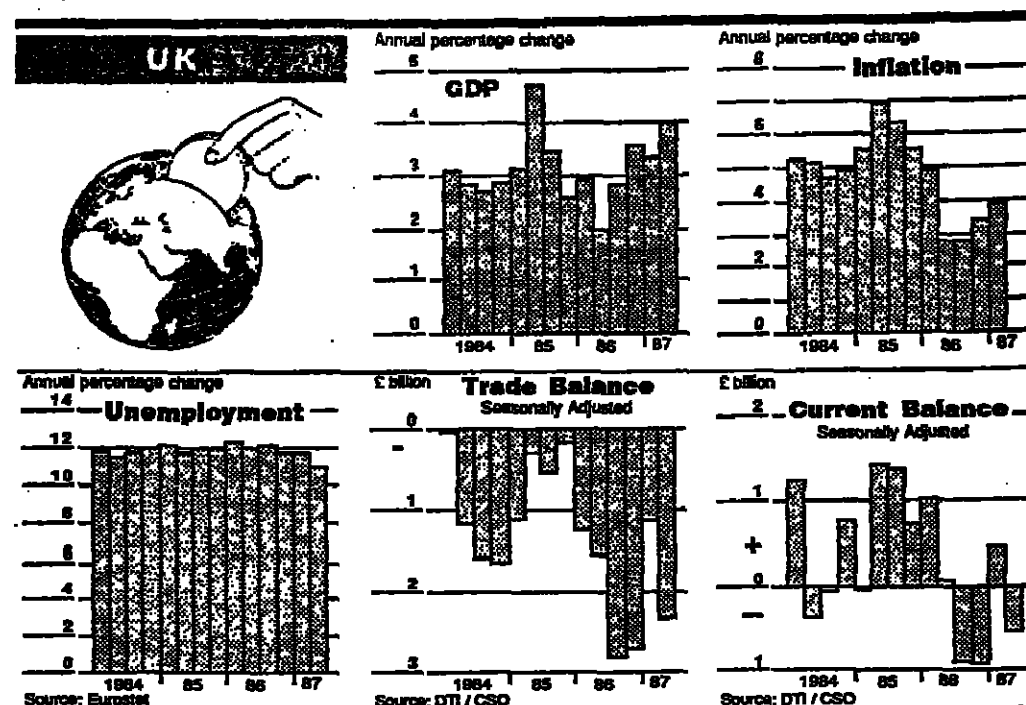 UK
Annual percentage change
GDP
5
4
3
2
1
0
1984 85 86 87
Annual percentage change
Inflation
8
6
4
2
0
1984 85 86 87
Annual percentage change
Unemployment
14
12
10
8
6
4
2
0
1984 85 86 87
Source: Eurostat
£ billion
Trade Balance
Seasonally Adjusted
0
-
1
2
3
1984 85 86 87
Source: DTI / CSO
£ billion
Current Balance
Seasonally Adjusted
2
1
+
0
-
1
1984 85 86 87
Source: DTI / CSO